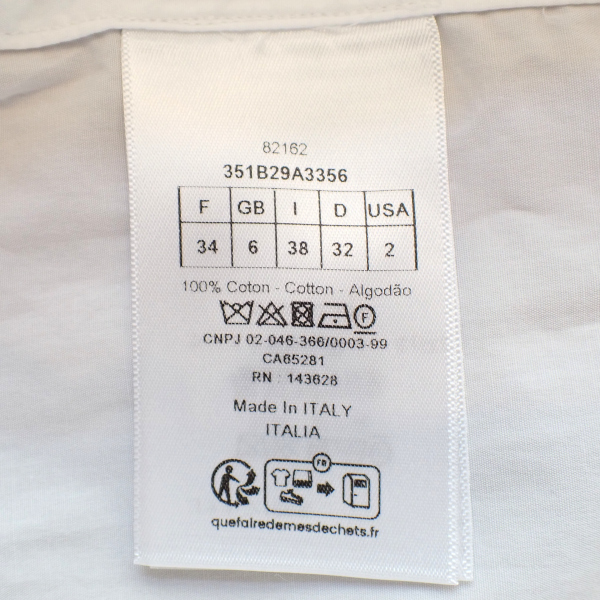 82162
351B29A3356
F GB I D USA
34 6 38 32 2
100% Coton - Cotton - Algodão
F
CNPJ 02-046-366/0003-99
CA65281
RN : 143628
Made In ITALY
ITALIA
FR
quefairedemesdechets.fr